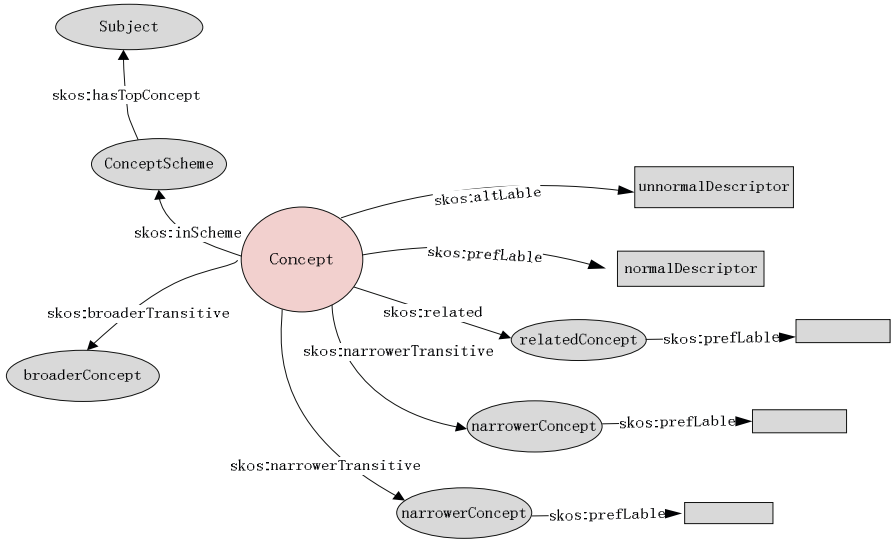 Subject
skos:hasTopConcept
ConceptScheme
skos:altLable
unnormalDescriptor
skos:inScheme
Concept
skos:prefLable
normalDescriptor
skos:broaderTransitive
skos:related
relatedConcept
skos:prefLable
skos:narrowerTransitive
broaderConcept
narrowerConcept
skos:prefLable
skos:narrowerTransitive
narrowerConcept
skos:prefLable